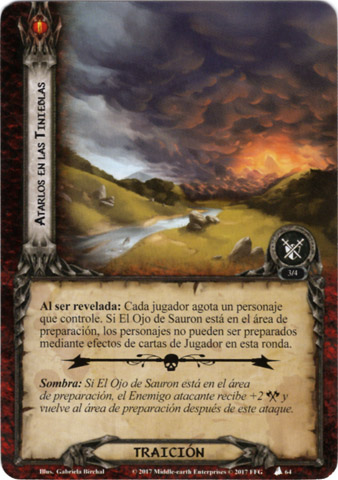 ATARLOS EN LAS TINIEBLAS
3/4
Al ser revelada: Cada jugador agota un personaje
que controle. Si El Ojo de Sauron está en el área de
preparación, los personajes no pueden ser preparados
mediante efectos de cartas de Jugador en esta ronda.
Sombra: Si El Ojo de Sauron está en el área
de preparación, el Enemigo atacante recibe +2 y
vuelve al área de preparación después de este ataque.
TRAICIÓN
Illus. Gabriela Birchal © 2017 Middle-earth Enterprises © 2017 FFG 64